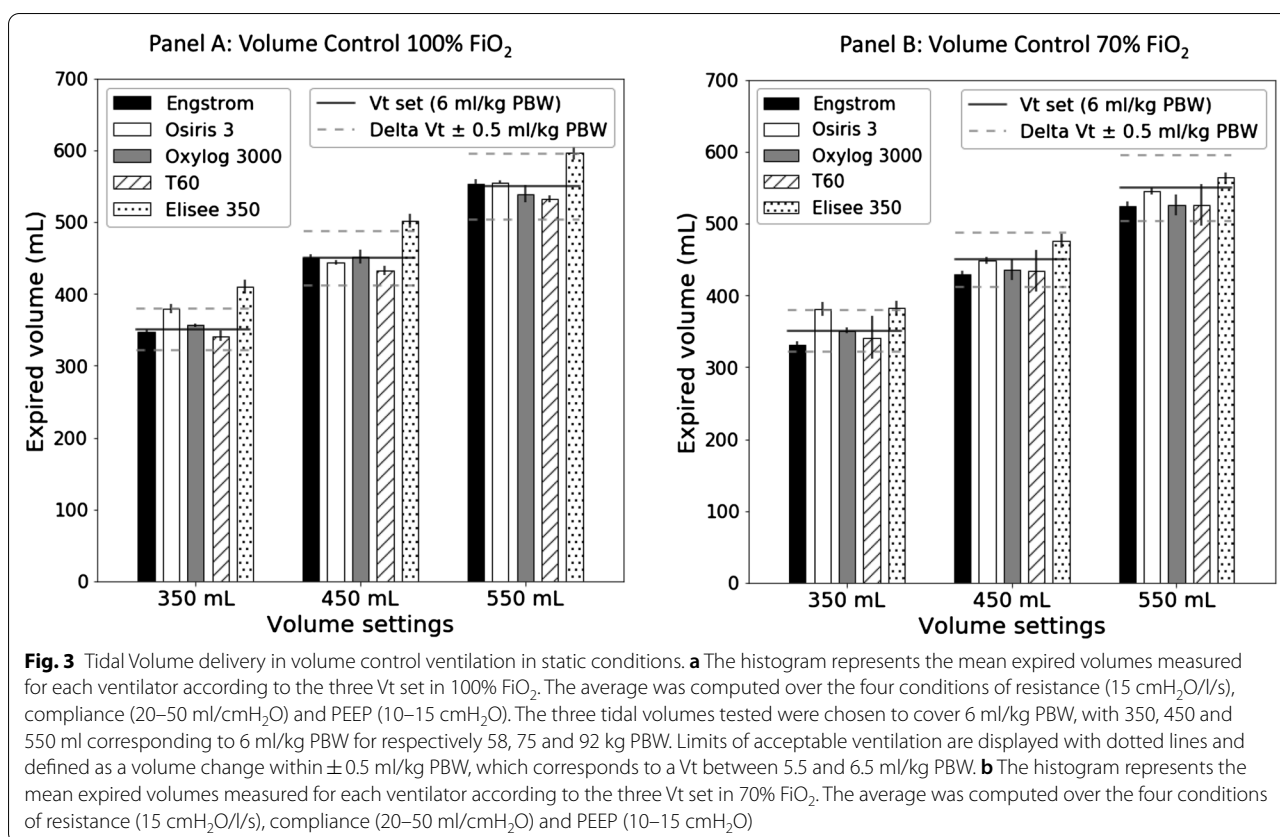 Panel A: Volume Control 100% FiO₂
700
600
500
400
300
200
100
0
Expired volume (mL)
Engstrom
Osiris 3
Oxylog 3000
T60
Elisee 350
Vt set (6 ml/kg PBW)
Delta Vt ± 0.5 ml/kg PBW
350 mL
450 mL
550 mL
Volume settings
Panel B: Volume Control 70% FiO₂
700
600
500
400
300
200
100
0
Expired volume (mL)
Engstrom
Osiris 3
Oxylog 3000
T60
Elisee 350
Vt set (6 ml/kg PBW)
Delta Vt ± 0.5 ml/kg PBW
350 mL
450 mL
550 mL
Volume settings
Fig. 3 Tidal Volume delivery in volume control ventilation in static conditions. a The histogram represents the mean expired volumes measured
for each ventilator according to the three Vt set in 100% FiO₂. The average was computed over the four conditions of resistance (15 cmH₂O/l/s),
compliance (20–50 ml/cmH₂O) and PEEP (10–15 cmH₂O). The three tidal volumes tested were chosen to cover 6 ml/kg PBW, with 350, 450 and
550 ml corresponding to 6 ml/kg PBW for respectively 58, 75 and 92 kg PBW. Limits of acceptable ventilation are displayed with dotted lines and
defined as a volume change within ± 0.5 ml/kg PBW, which corresponds to a Vt between 5.5 and 6.5 ml/kg PBW. b The histogram represents the
mean expired volumes measured for each ventilator according to the three Vt set in 70% FiO₂. The average was computed over the four conditions
of resistance (15 cmH₂O/l/s), compliance (20–50 ml/cmH₂O) and PEEP (10–15 cmH₂O)